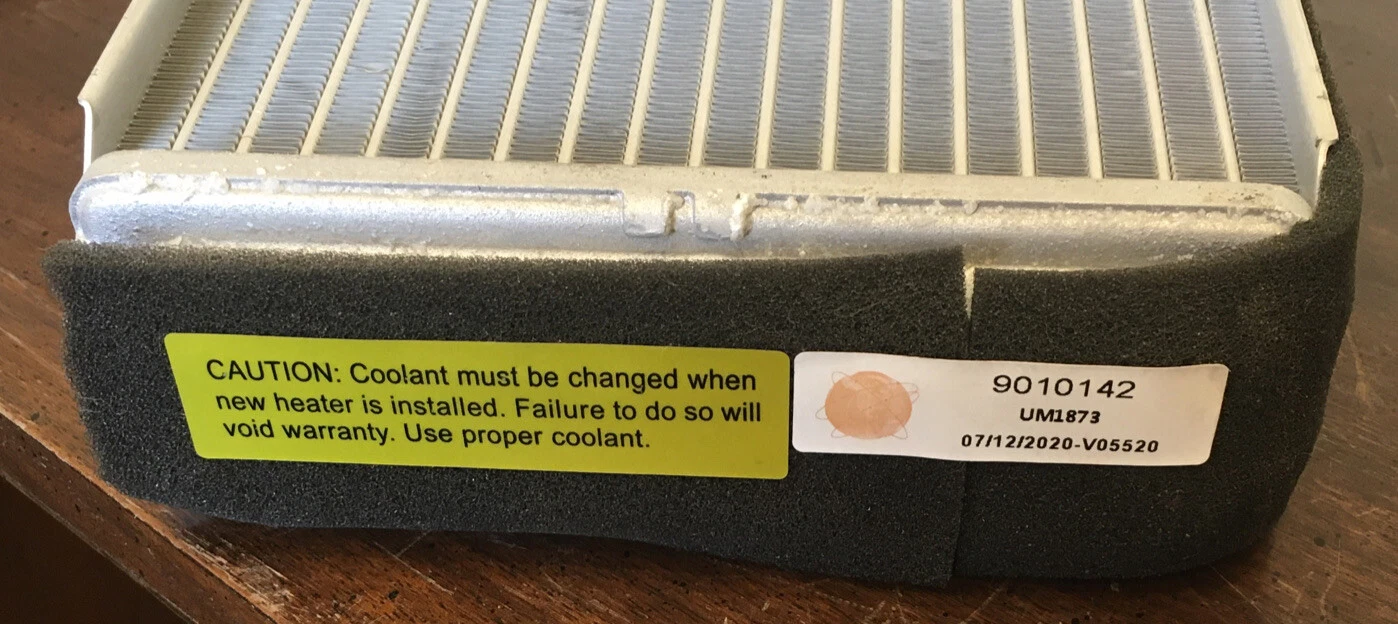 CAUTION: Coolant must be changed when
new heater is installed. Failure to do so will
void warranty. Use proper coolant.
9010142
UM1873
07/12/2020-V05520